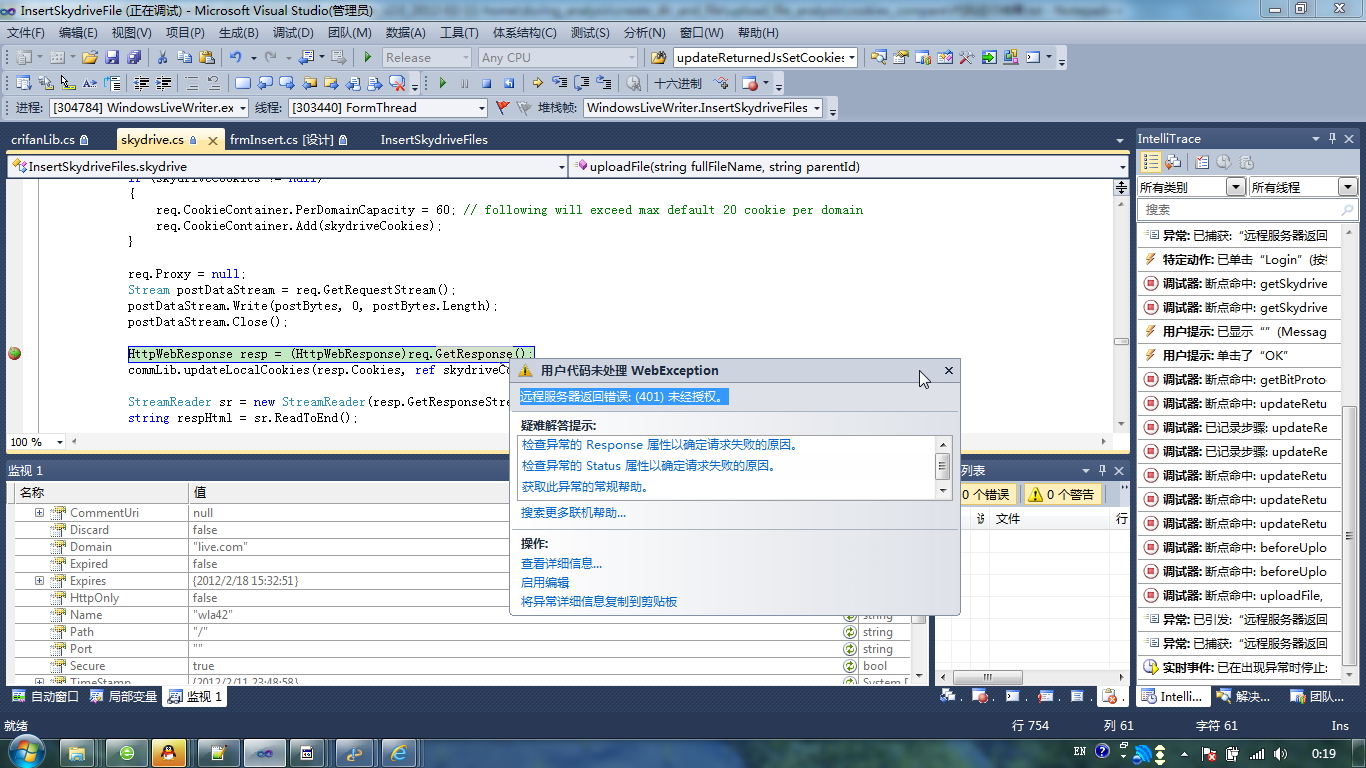 InsertSkydriveFile (正在调试) - Microsoft Visual Studio(管理员)
文件(F) 编辑(E) 视图(V) 项目(P) 生成(B) 调试(D) 团队(M) 数据(A) 工具(T) 体系结构(C) 测试(S) 分析(N) 窗口(W) 帮助(H)
Release Any CPU updateReturnedJsSetCookies
十六进制
进程: [304784] WindowsLiveWriter.ex 线程: [303440] FormThread 堆栈帧: WindowsLiveWriter.InsertSkydriveFiles
crifanLib.cs skydrive.cs frmInsert.cs [设计] InsertSkydriveFiles
InsertSkydriveFiles.skydrive uploadFile(string fullFileName, string parentId)
if (skydriveCookies != null)
{
req.CookieContainer.PerDomainCapacity = 60; // following will exceed max default 20 cookie per domain
req.CookieContainer.Add(skydriveCookies);
}
req.Proxy = null;
Stream postDataStream = req.GetRequestStream();
postDataStream.Write(postBytes, 0, postBytes.Length);
postDataStream.Close();
HttpWebResponse resp = (HttpWebResponse)req.GetResponse();
commLib.updateLocalCookies(resp.Cookies, ref skydriveCo
StreamReader sr = new StreamReader(resp.GetResponseStre
string respHtml = sr.ReadToEnd();
100 %
用户代码未处理 WebException
远程服务器返回错误: (401) 未经授权。
疑难解答提示:
检查异常的 Response 属性以确定请求失败的原因。
检查异常的 Status 属性以确定请求失败的原因。
获取此异常的常规帮助。
搜索更多联机帮助...
操作:
查看详细信息...
启用编辑
将异常详细信息复制到剪贴板
监视 1
名称 值
CommentUri null
Discard false
Domain "live.com"
Expired false
Expires {2012/2/18 15:32:51}
HttpOnly false
Name "wla42" string
Path "/" string
Port "" string
Secure true bool
TimeStamp {2012/2/11 23:48:58} System.D
自动窗口 局部变量 监视 1
列表
0 个错误 0 个警告
文件 行
IntelliTrace
所有类别 所有线程
搜索
异常: 已捕获: “远程服务器返回
特定动作: 已单击 “Login” (按
调试器: 断点命中: getSkydrive
调试器: 断点命中: getSkydrive
用户提示: 已显示 “” (Messag
用户提示: 单击了 “OK”
调试器: 断点命中: getBitProto
调试器: 断点命中: updateRetu
调试器: 已记录步骤: updateRe
调试器: 已记录步骤: updateRe
调试器: 断点命中: updateRetu
调试器: 断点命中: updateRetu
调试器: 断点命中: updateRetu
调试器: 断点命中: beforeUplo
调试器: 断点命中: beforeUplo
调试器: 断点命中: uploadFile,
异常: 已引发: “远程服务器返回
异常: 已捕获: “远程服务器返回
实时事件: 已在出现异常时停止:
Intelli... 解决... 团队...
就绪 行 754 列 61 字符 61 Ins
EN 0:19